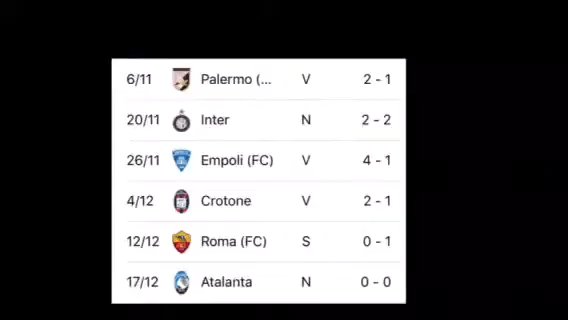 6/11 Palermo (... V 2 - 1
20/11 Inter N 2 - 2
26/11 Empoli (FC) V 4 - 1
4/12 Crotone V 2 - 1
12/12 Roma (FC) S 0 - 1
17/12 Atalanta N 0 - 0